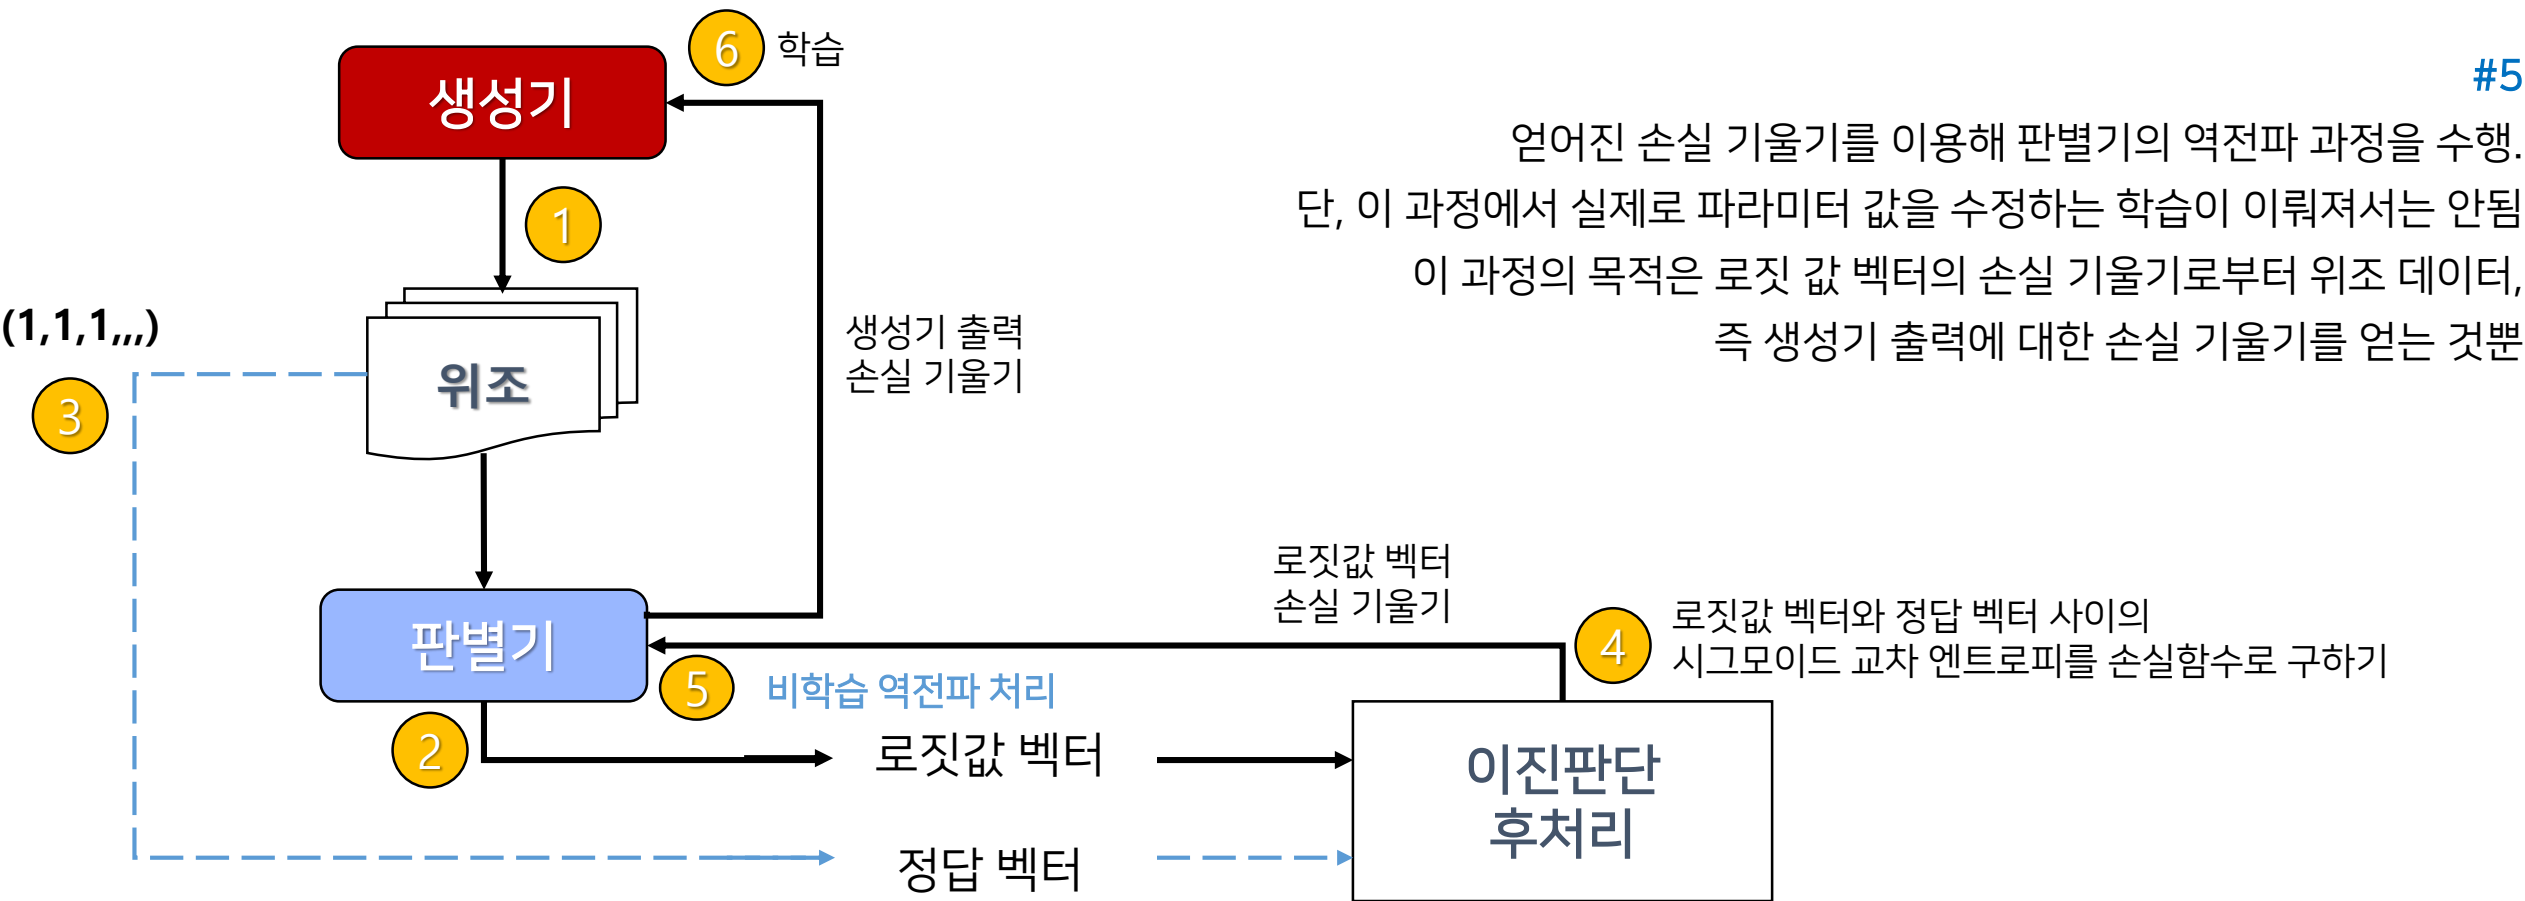 6 학습
생성기
#5
얻어진 손실 기울기를 이용해 판별기의 역전파 과정을 수행.
단, 이 과정에서 실제로 파라미터 값을 수정하는 학습이 이뤄져서는 안됨
이 과정의 목적은 로짓 값 벡터의 손실 기울기로부터 위조 데이터,
즉 생성기 출력에 대한 손실 기울기를 얻는 것뿐
1
(1,1,1,,,)
3
위조
생성기 출력
손실 기울기
로짓값 벡터
손실 기울기
4
로짓값 벡터와 정답 벡터 사이의
시그모이드 교차 엔트로피를 손실함수로 구하기
판별기
5
비학습 역전파 처리
2
로짓값 벡터
정답 벡터
이진판단
후처리